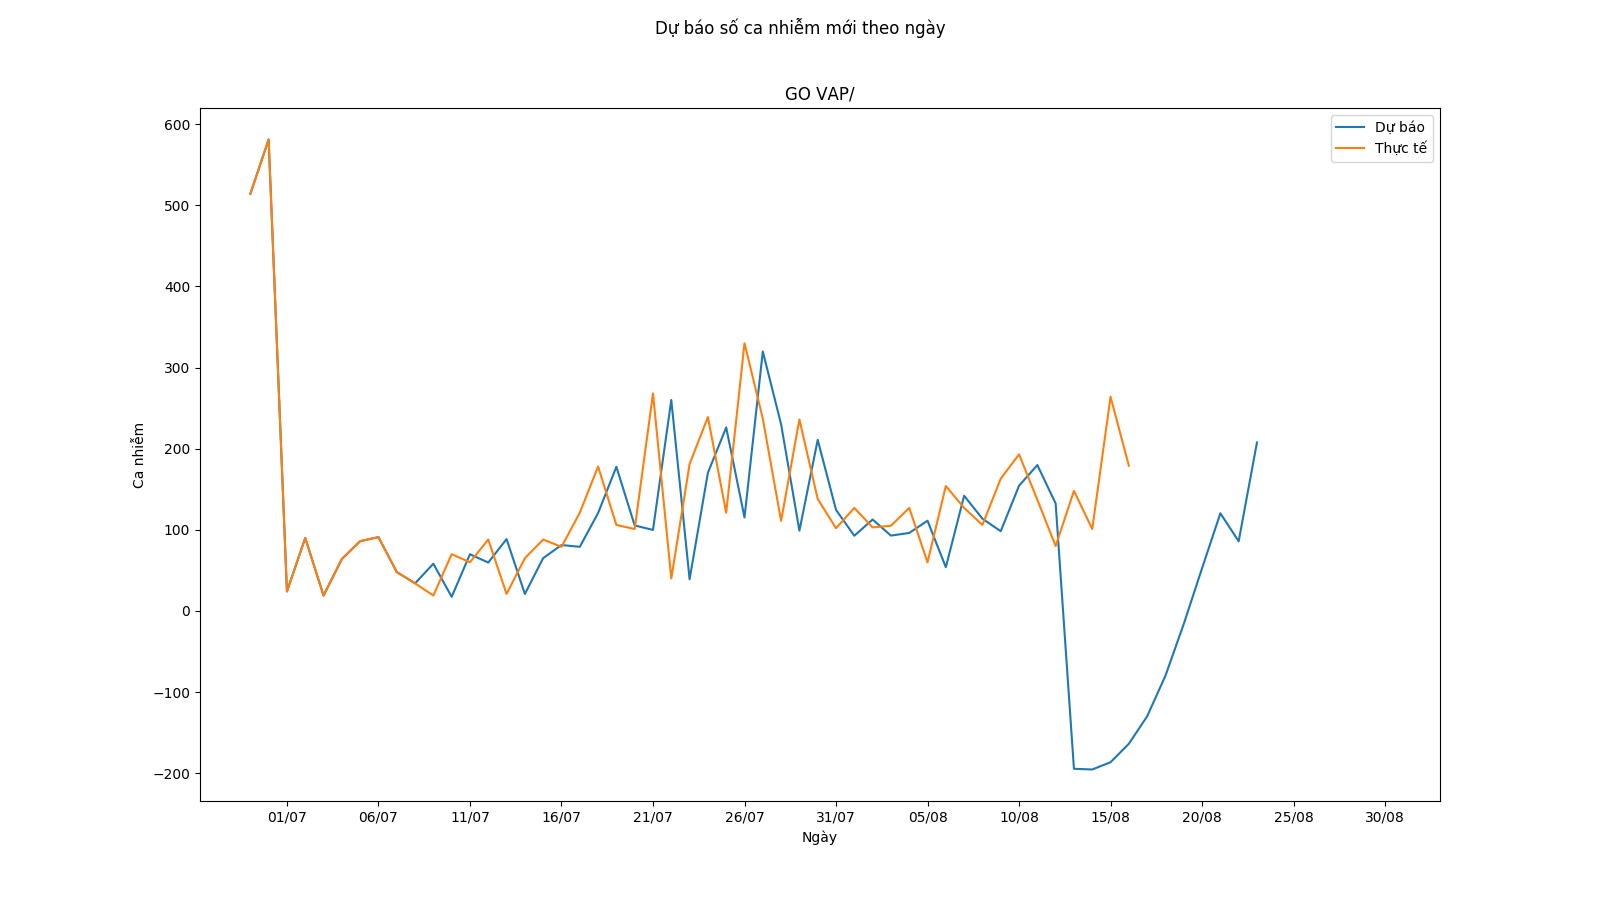 Dự báo số ca nhiễm mới theo ngày
GO VAP/
Dự báo
Thực tế
600
500
400
300
200
100
0
−100
−200
Ca nhiễm
01/07 06/07 11/07 16/07 21/07 26/07 31/07 05/08 10/08 15/08 20/08 25/08 30/08
Ngày